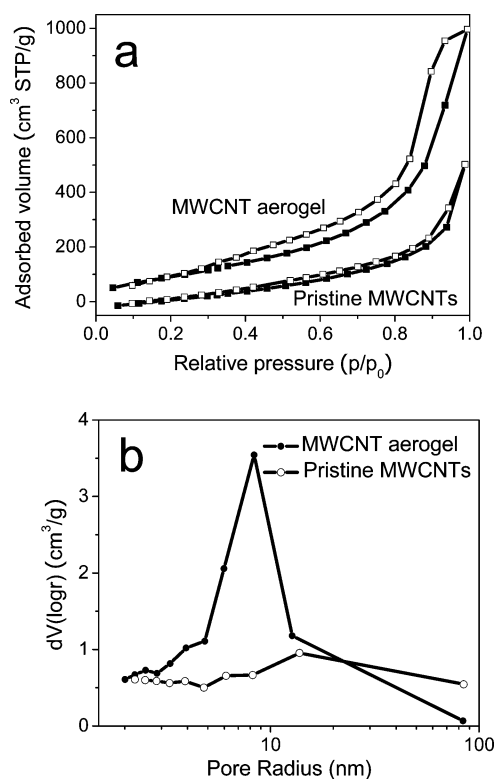 a
Adsorbed volume (cm³ STP/g)
1000
800
600
400
200
0
MWCNT aerogel
Pristine MWCNTs
0.0 0.2 0.4 0.6 0.8 1.0
Relative pressure (p/p₀)
b
dV(logr) (cm³/g)
4
3
2
1
0
MWCNT aerogel
Pristine MWCNTs
10 100
Pore Radius (nm)